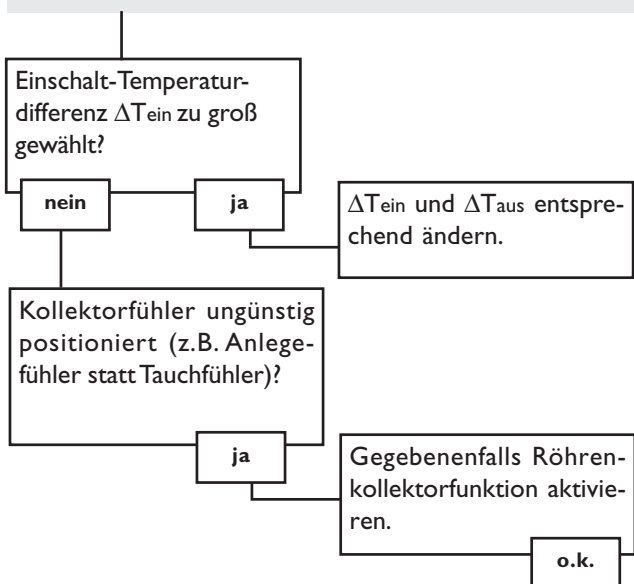 Einschalt-Temperatur-
differenz ΔTein zu groß
gewählt?
nein
ja
ΔTein und ΔTaus entspre-
chend ändern.
Kollektorfühler ungünstig
positioniert (z.B. Anlege-
fühler statt Tauchfühler)?
ja
Gegebenenfalls Röhren-
kollektorfunktion aktivie-
ren.
o.k.